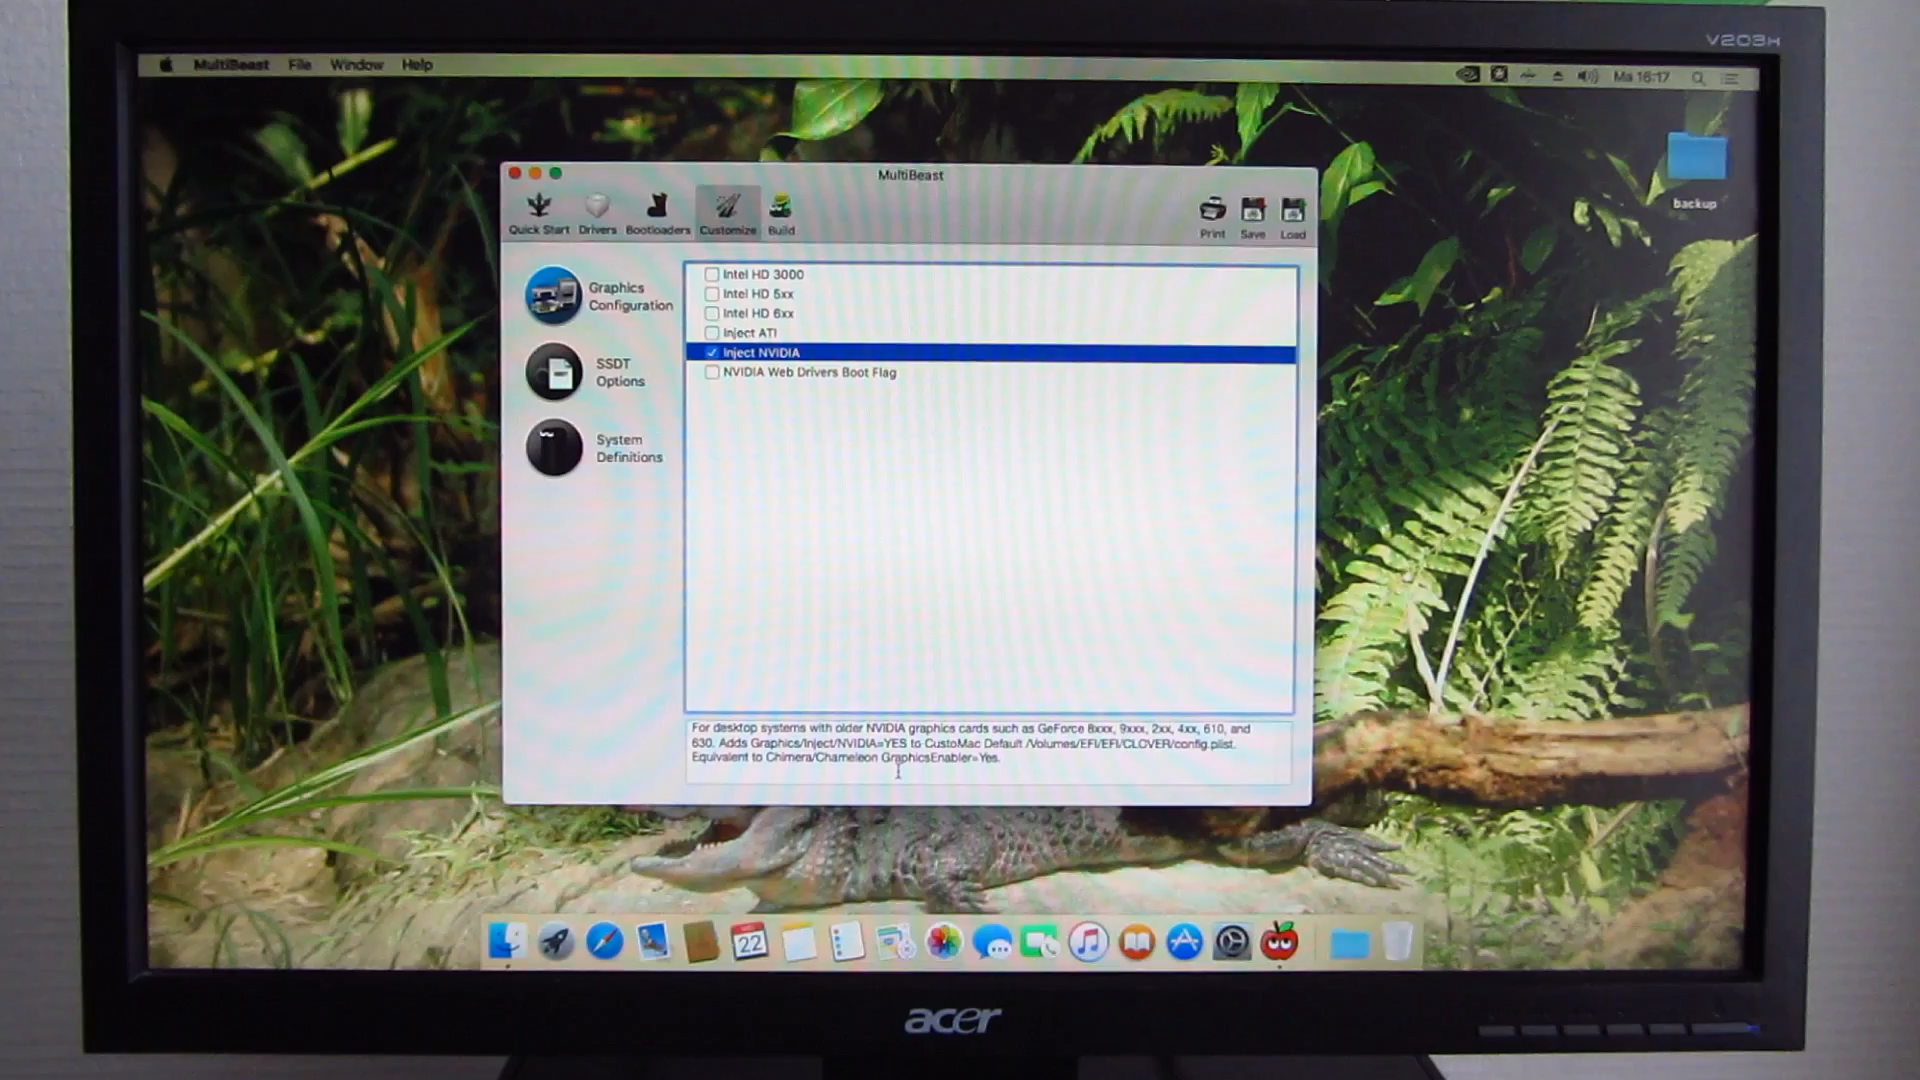 V203H
MultiBeast File Window Help
Ma 16:17
backup
MultiBeast
Quick Start Drivers Bootloaders Customize Build
Print Save Load
Graphics
Configuration
SSDT
Options
System
Definitions
Intel HD 3000
Intel HD 5xx
Intel HD 6xx
Inject ATI
Inject NVIDIA
NVIDIA Web Drivers Boot Flag
For desktop systems with older NVIDIA graphics cards such as GeForce 8xxx, 9xxx, 2xx, 4xx, 610, and
630. Adds Graphics/Inject/NVIDIA=YES to CustoMac Default /Volumes/EFI/EFI/CLOVER/config.plist.
Equivalent to Chimera/Chameleon GraphicsEnabler=Yes.
22
acer